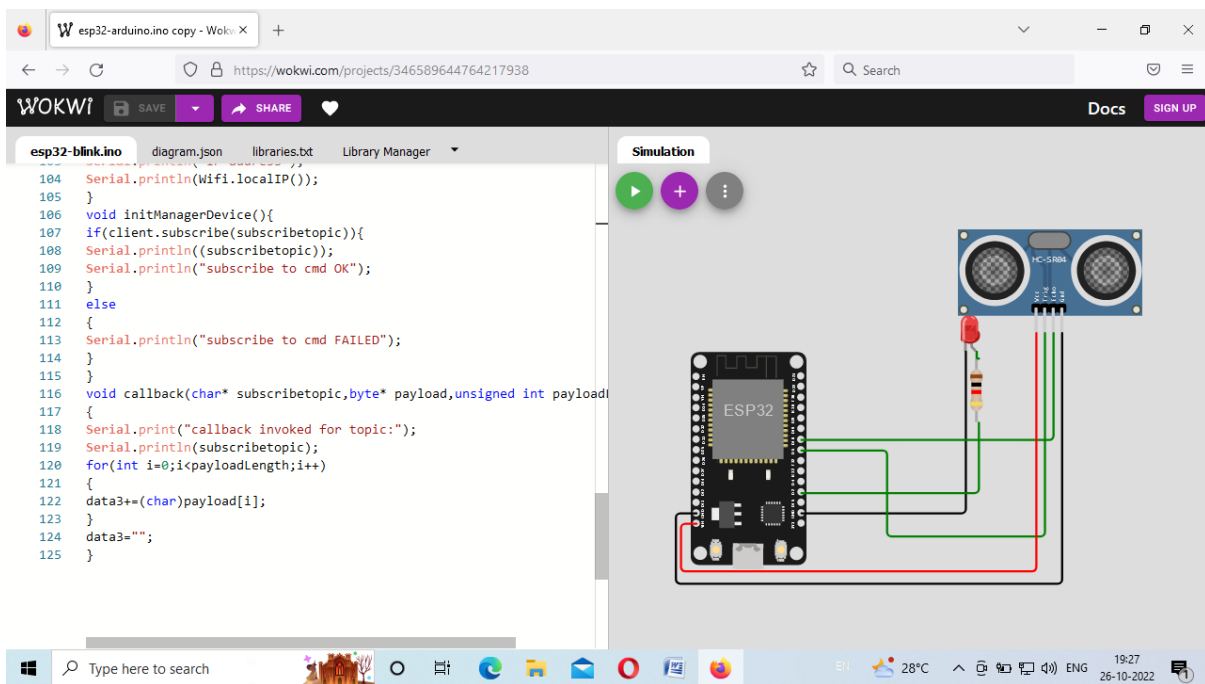 esp32-arduino.ino copy - Wokwi
https://wokwi.com/projects/346589644764217938
Search
WOKWI
SAVE
SHARE
Docs
SIGN UP
esp32-blink.ino diagram.json libraries.txt Library Manager
Simulation
104 Serial.println(Wifi.localIP());
105 }
106 void initManagerDevice(){
107 if(client.subscribe(subscribetopic)){
108 Serial.println((subscribetopic));
109 Serial.println("subscribe to cmd OK");
110 }
111 else
112 {
113 Serial.println("subscribe to cmd FAILED");
114 }
115 }
116 void callback(char* subscribetopic,byte* payload,unsigned int payload
117 {
118 Serial.print("callback invoked for topic:");
119 Serial.println(subscribetopic);
120 for(int i=0;i<payloadLength;i++)
121 {
122 data3+=(char)payload[i];
123 }
124 data3="";
125 }
HC-SR04
Vcc
Trig
Echo
Gnd
ESP32
Type here to search
28°C
ENG
19:27
26-10-2022
1